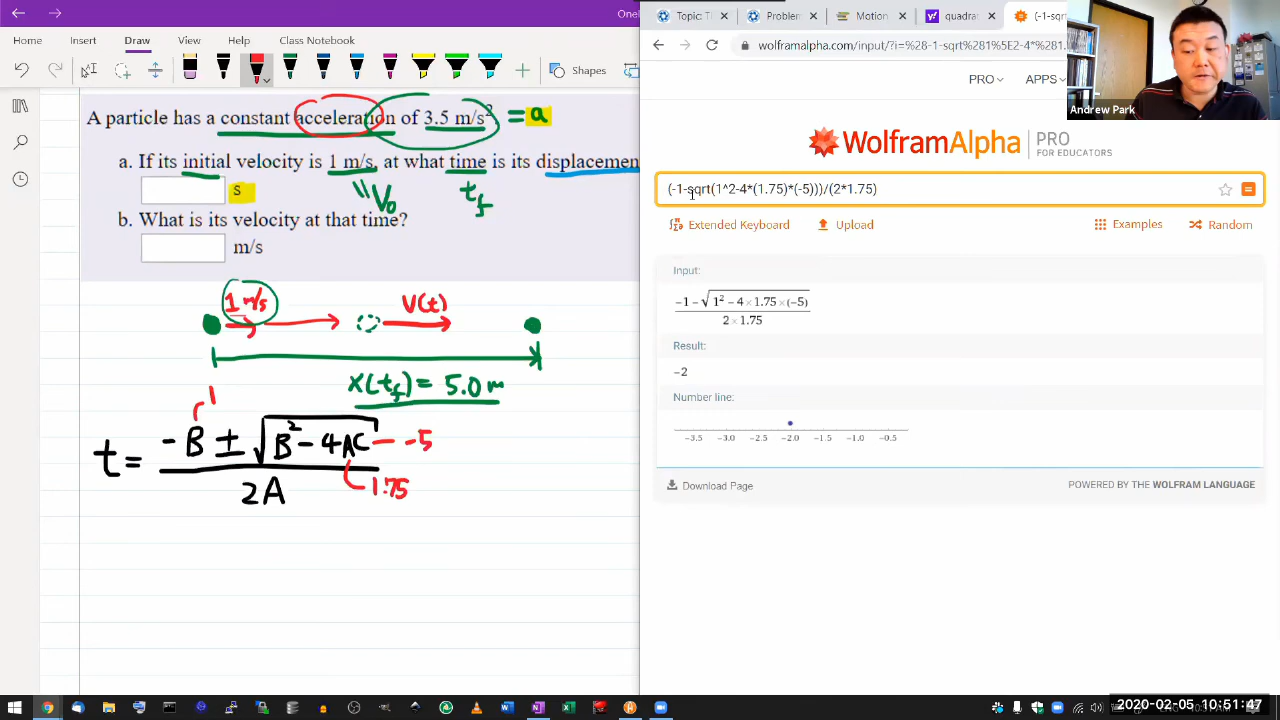 Onel
Home Insert Draw View Help Class Notebook
Shapes
A particle has a constant acceleration of 3.5 m/s². = a
a. If its initial velocity is 1 m/s, at what time is its displacemen
s
" V₀ t_f
b. What is its velocity at that time?
m/s
1 m/s V(t)
X(t_f) = 5.0 m
1
t = -B ± √B² - 4AC -5
2A 1.75
Topic: Ti × Problem × Motion × quadrat × (-1-sqrt
wolframalpha.com/input/?i=%28-1-sqrt%281%5E2-4*%281
Andrew Park
PRO APPS
WolframAlpha PRO FOR EDUCATORS
(-1-sqrt(1^2-4*(1.75)*(-5)))/(2*1.75)
Extended Keyboard Upload Examples Random
Input:
-1 - √1² - 4 × 1.75 × (-5)
2 × 1.75
Result:
-2
Number line:
-3.5 -3.0 -2.5 -2.0 -1.5 -1.0 -0.5
Download Page POWERED BY THE WOLFRAM LANGUAGE
2020-02-05 10:51:47